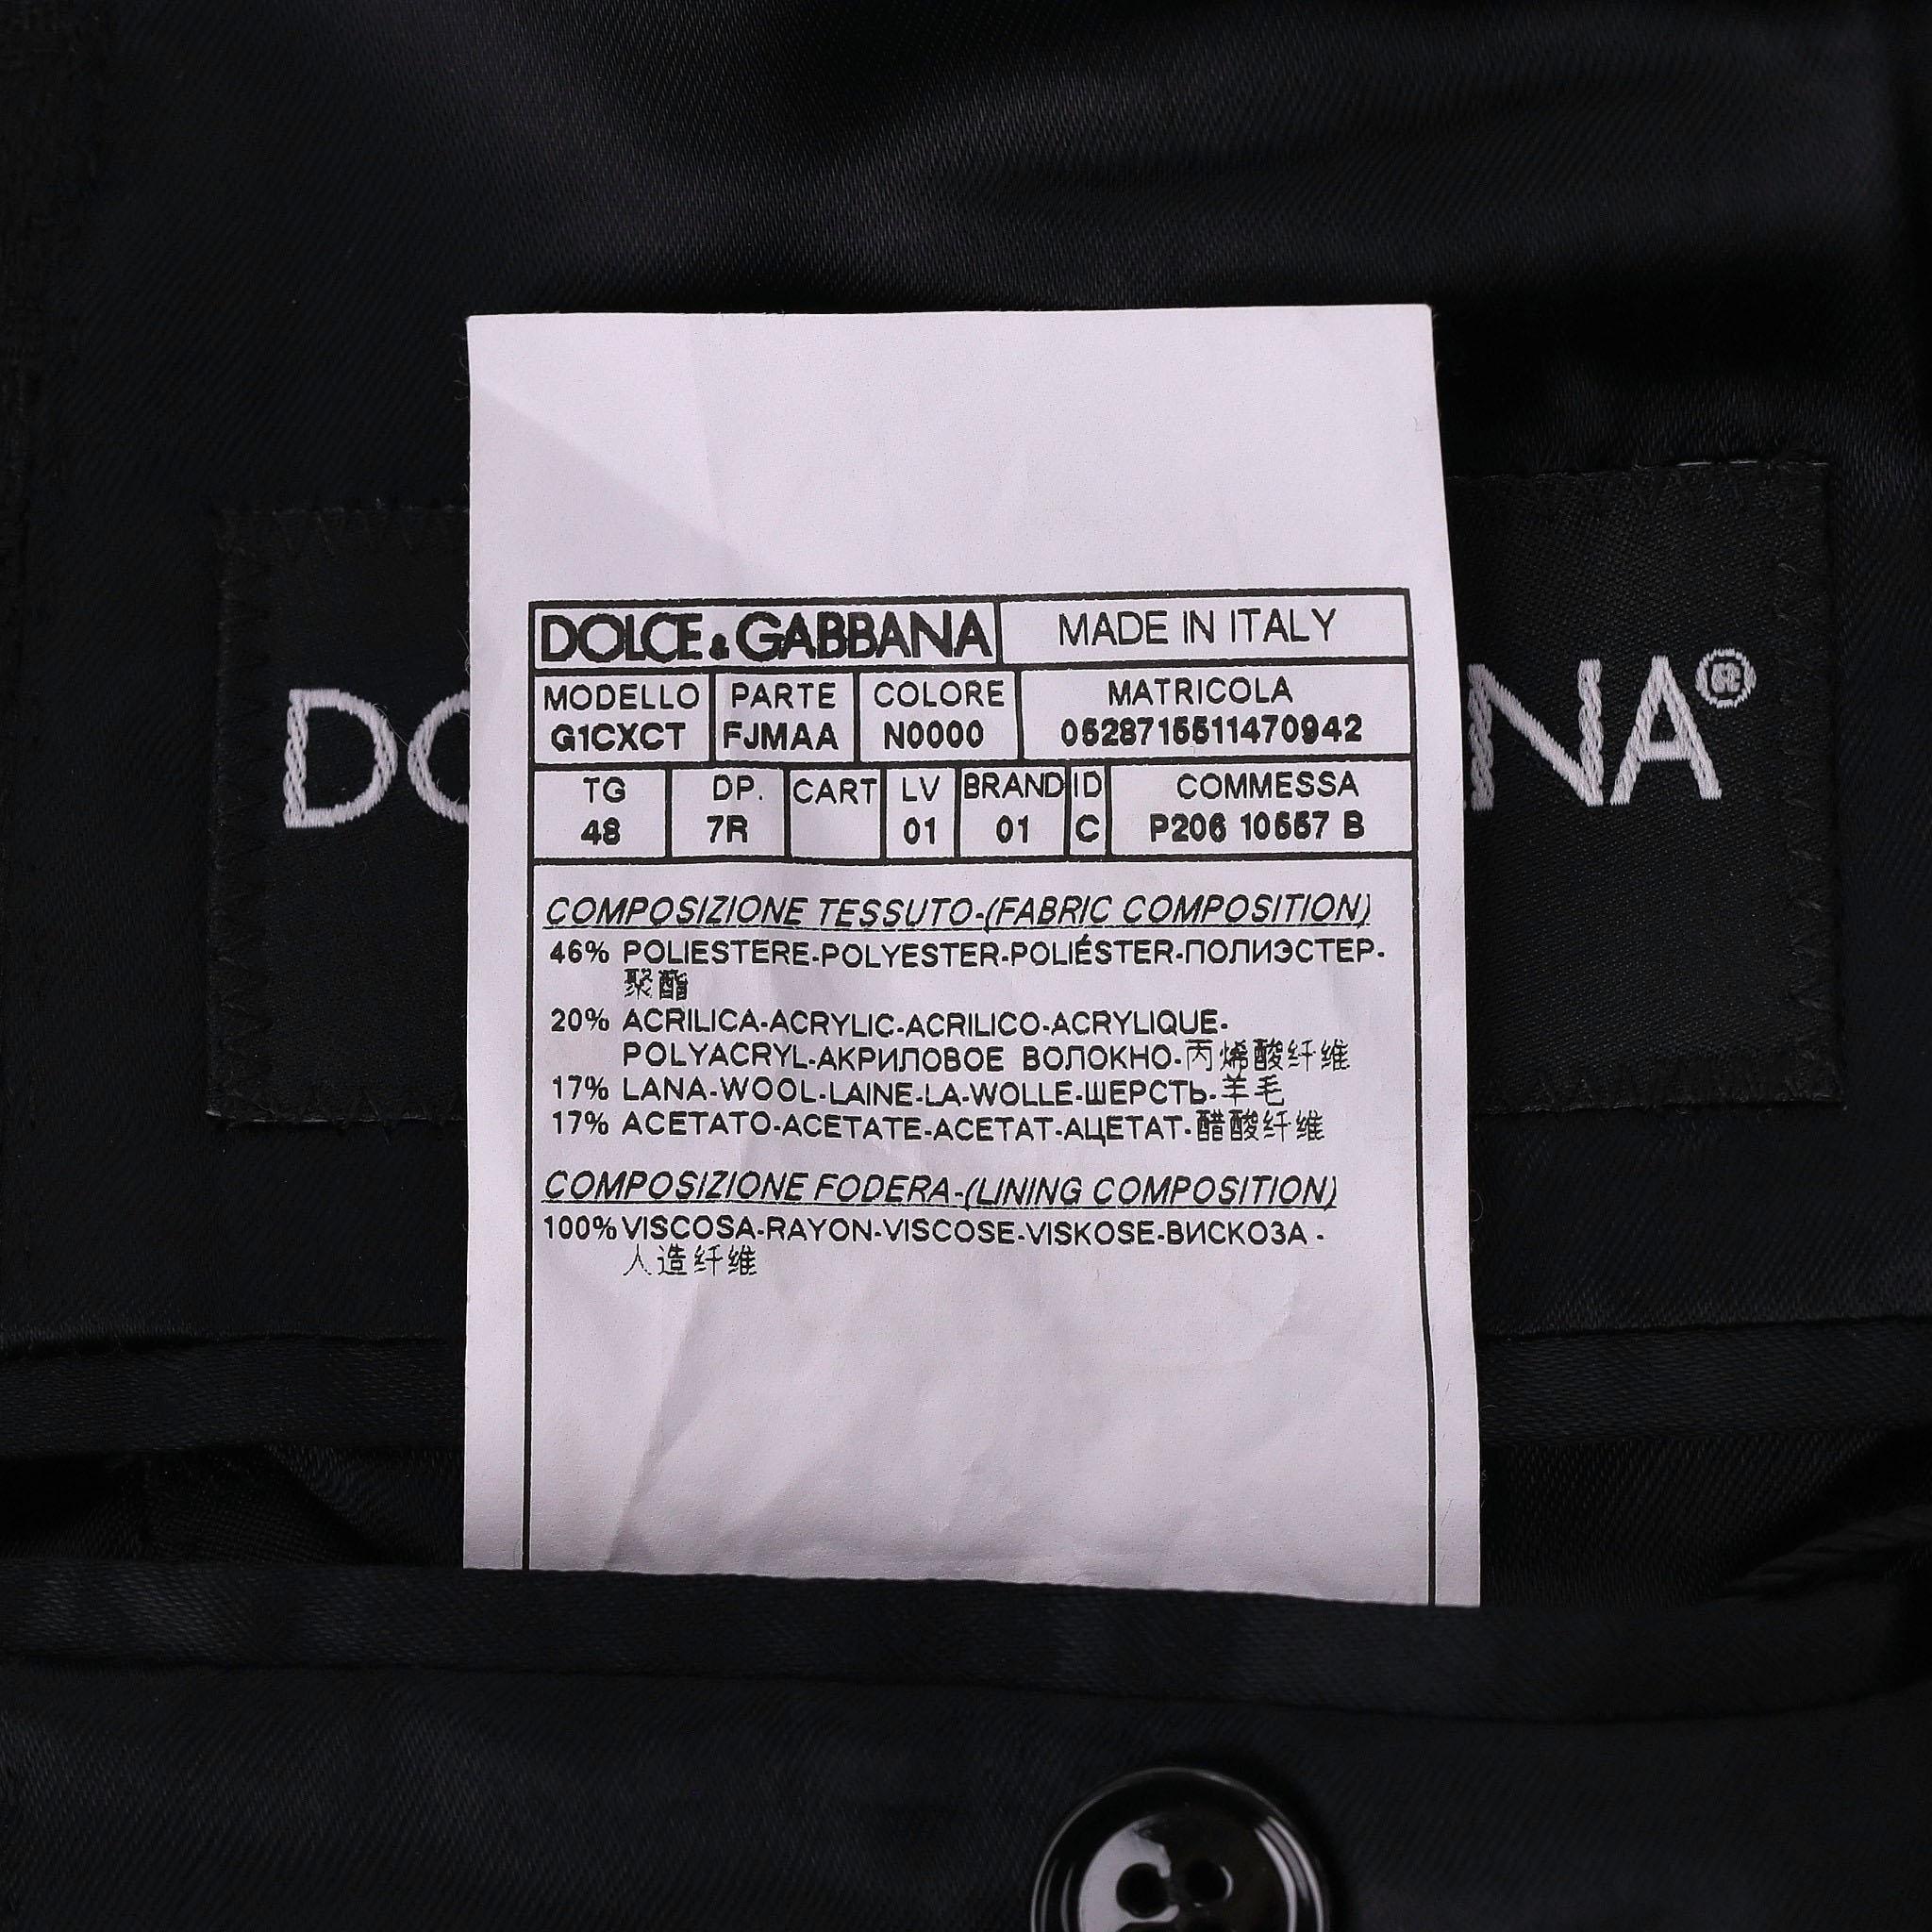 DOLCE & GABBANA MADE IN ITALY
MODELLO PARTE COLORE MATRICOLA
G1CXCT FJMAA N0000 0528715511470942
TG DP. CART LV BRAND ID COMMESSA
48 7R 01 01 C P206 10557 B
COMPOSIZIONE TESSUTO-(FABRIC COMPOSITION)
46% POLIESTERE-POLYESTER-POLIÉSTER-ПОЛИЭСТЕР-
聚酯
20% ACRILICA-ACRYLIC-ACRILICO-ACRYLIQUE-
POLYACRYL-АКРИЛОВОЕ ВОЛОКНО-丙烯酸纤维
17% LANA-WOOL-LAINE-LA-WOLLE-ШЕРСТЬ-羊毛
17% ACETATO-ACETATE-ACETAT-АЦЕТАТ-醋酸纤维
COMPOSIZIONE FODERA-(LINING COMPOSITION)
100% VISCOSA-RAYON-VISCOSE-VISKOSE-ВИСКОЗА -
人造纤维
DO NA®